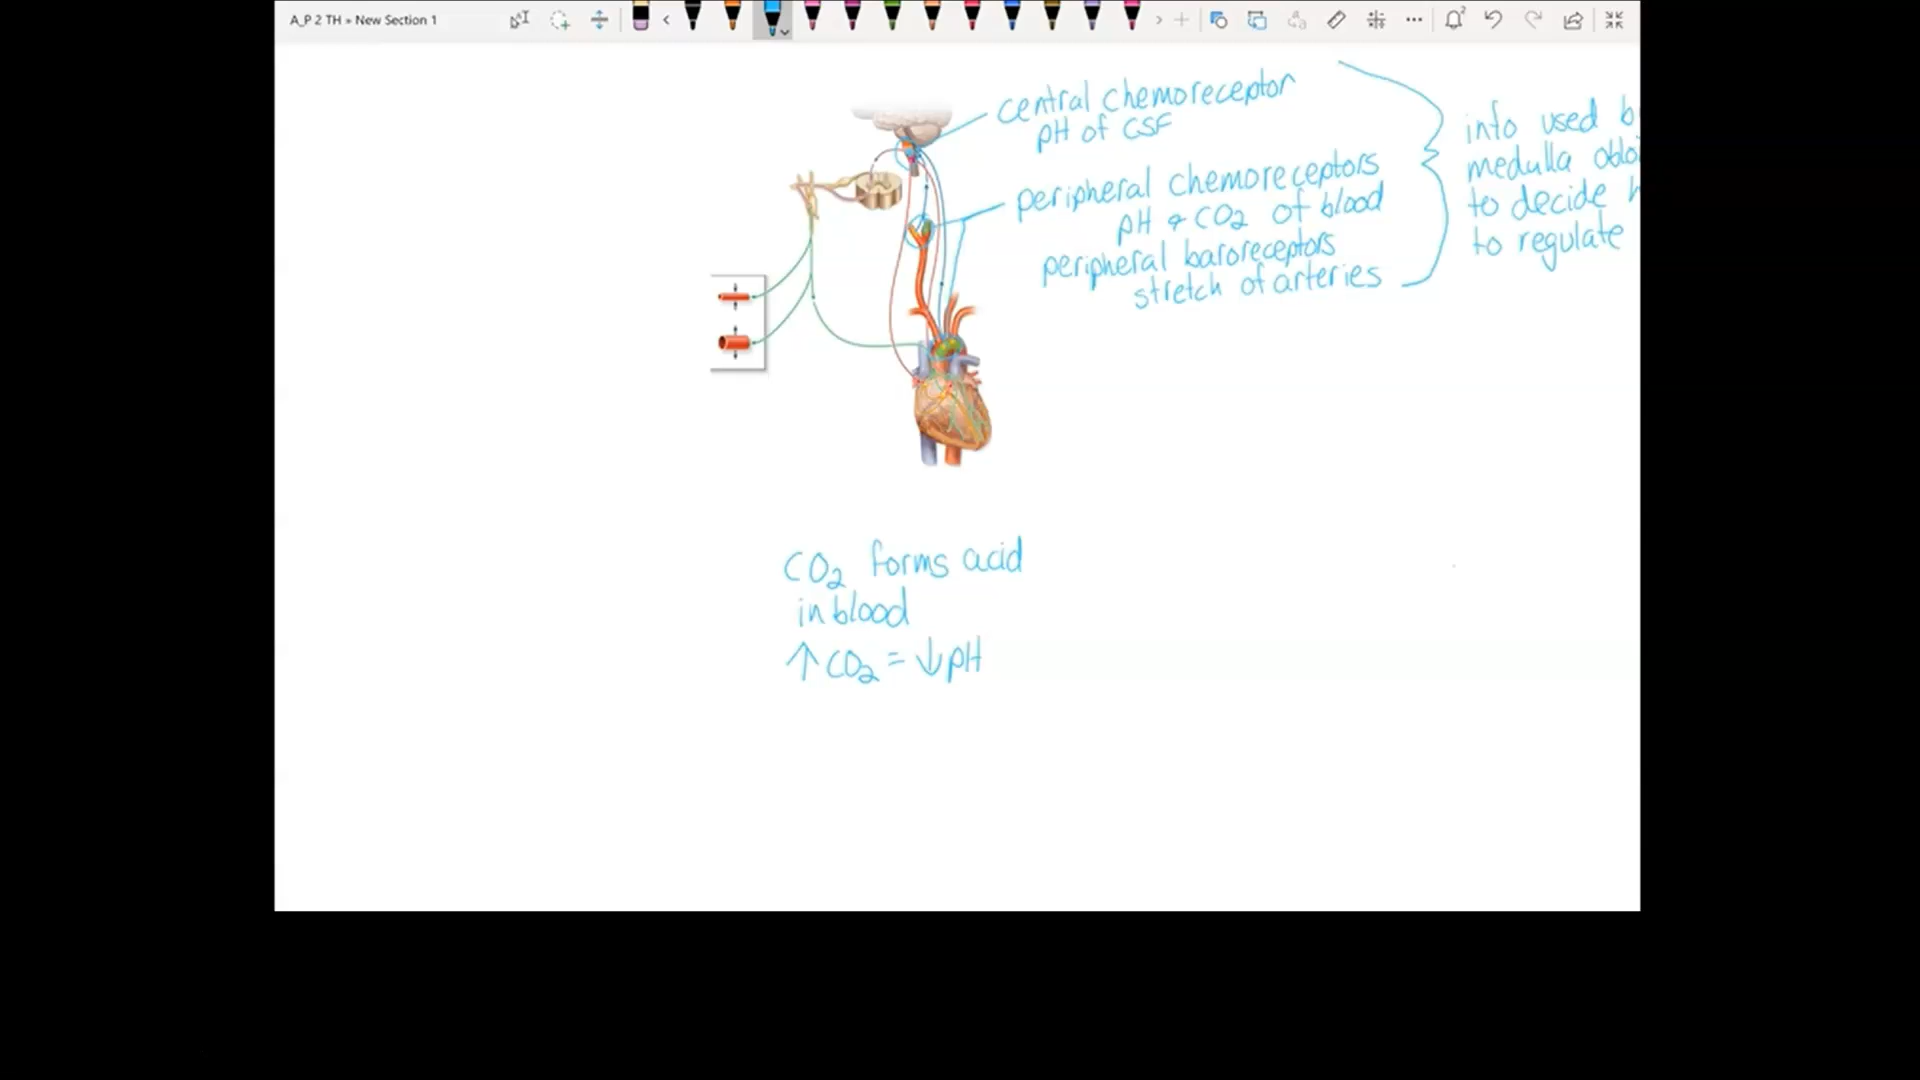 A_P 2 TH » New Section 1
central chemoreceptor
pH of CSF
peripheral chemoreceptors
pH & CO2 of blood
peripheral baroreceptors
stretch of arteries
info used
medulla
to decide
to regulate
CO2 forms acid
in blood
↑ CO2 = ↓ pH